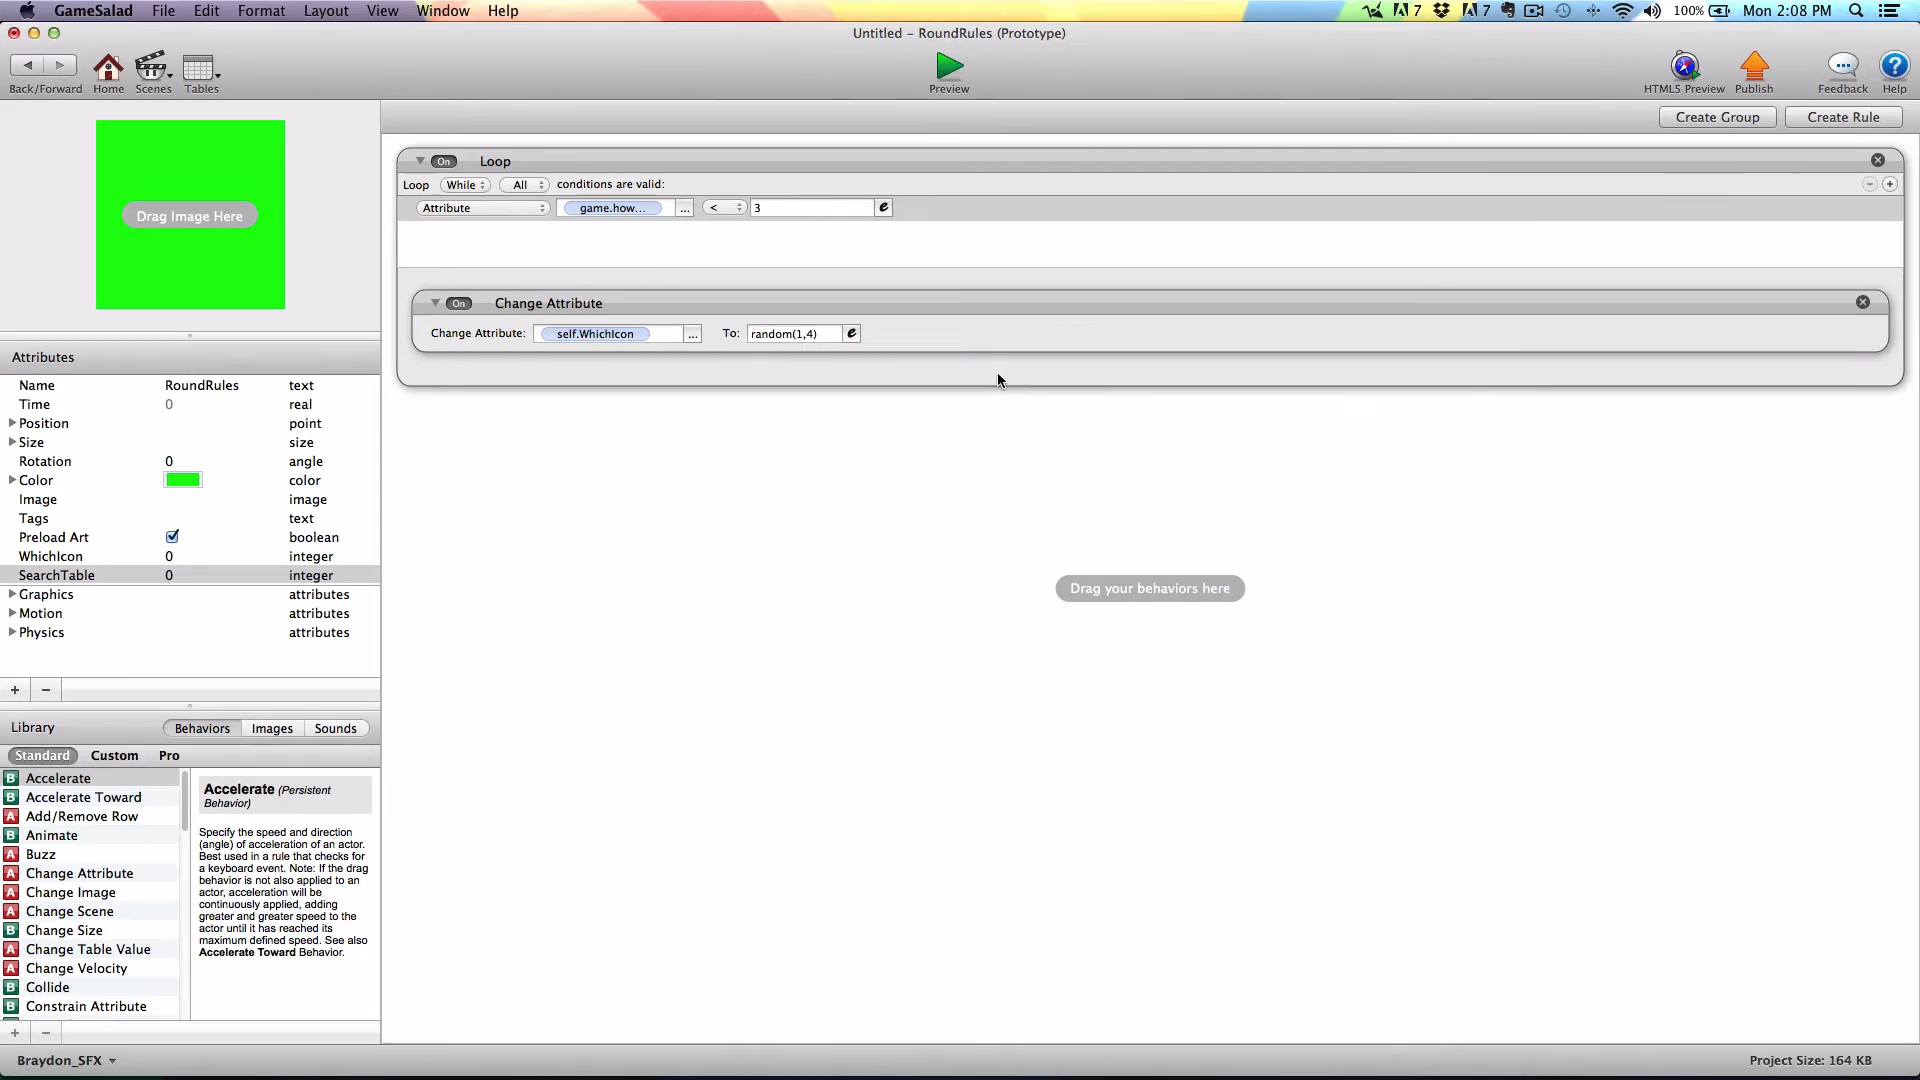 GameSalad File Edit Format Layout View Window Help 7 7 100% Mon 2:08 PM
Untitled – RoundRules (Prototype)
Back/Forward Home Scenes Tables Preview HTML5 Preview Publish Feedback Help
Create Group Create Rule
Drag Image Here
On Loop
Loop While All conditions are valid:
Attribute game.how... ... < 3 e
On Change Attribute
Change Attribute: self.WhichIcon ... To: random(1,4) e
Drag your behaviors here
Attributes
Name RoundRules text
Time 0 real
Position point
Size size
Rotation 0 angle
Color color
Image image
Tags text
Preload Art boolean
WhichIcon 0 integer
SearchTable 0 integer
Graphics attributes
Motion attributes
Physics attributes
+ −
Library Behaviors Images Sounds
Standard Custom Pro
B Accelerate
B Accelerate Toward
A Add/Remove Row
B Animate
A Buzz
A Change Attribute
A Change Image
A Change Scene
B Change Size
A Change Table Value
A Change Velocity
B Collide
B Constrain Attribute
Accelerate (Persistent
Behavior)
Specify the speed and direction
(angle) of acceleration of an actor.
Best used in a rule that checks for
a keyboard event. Note: If the drag
behavior is not also applied to an
actor, acceleration will be
continuously applied, adding
greater and greater speed to the
actor until it has reached its
maximum defined speed. See also
Accelerate Toward Behavior.
+ −
Braydon_SFX Project Size: 164 KB